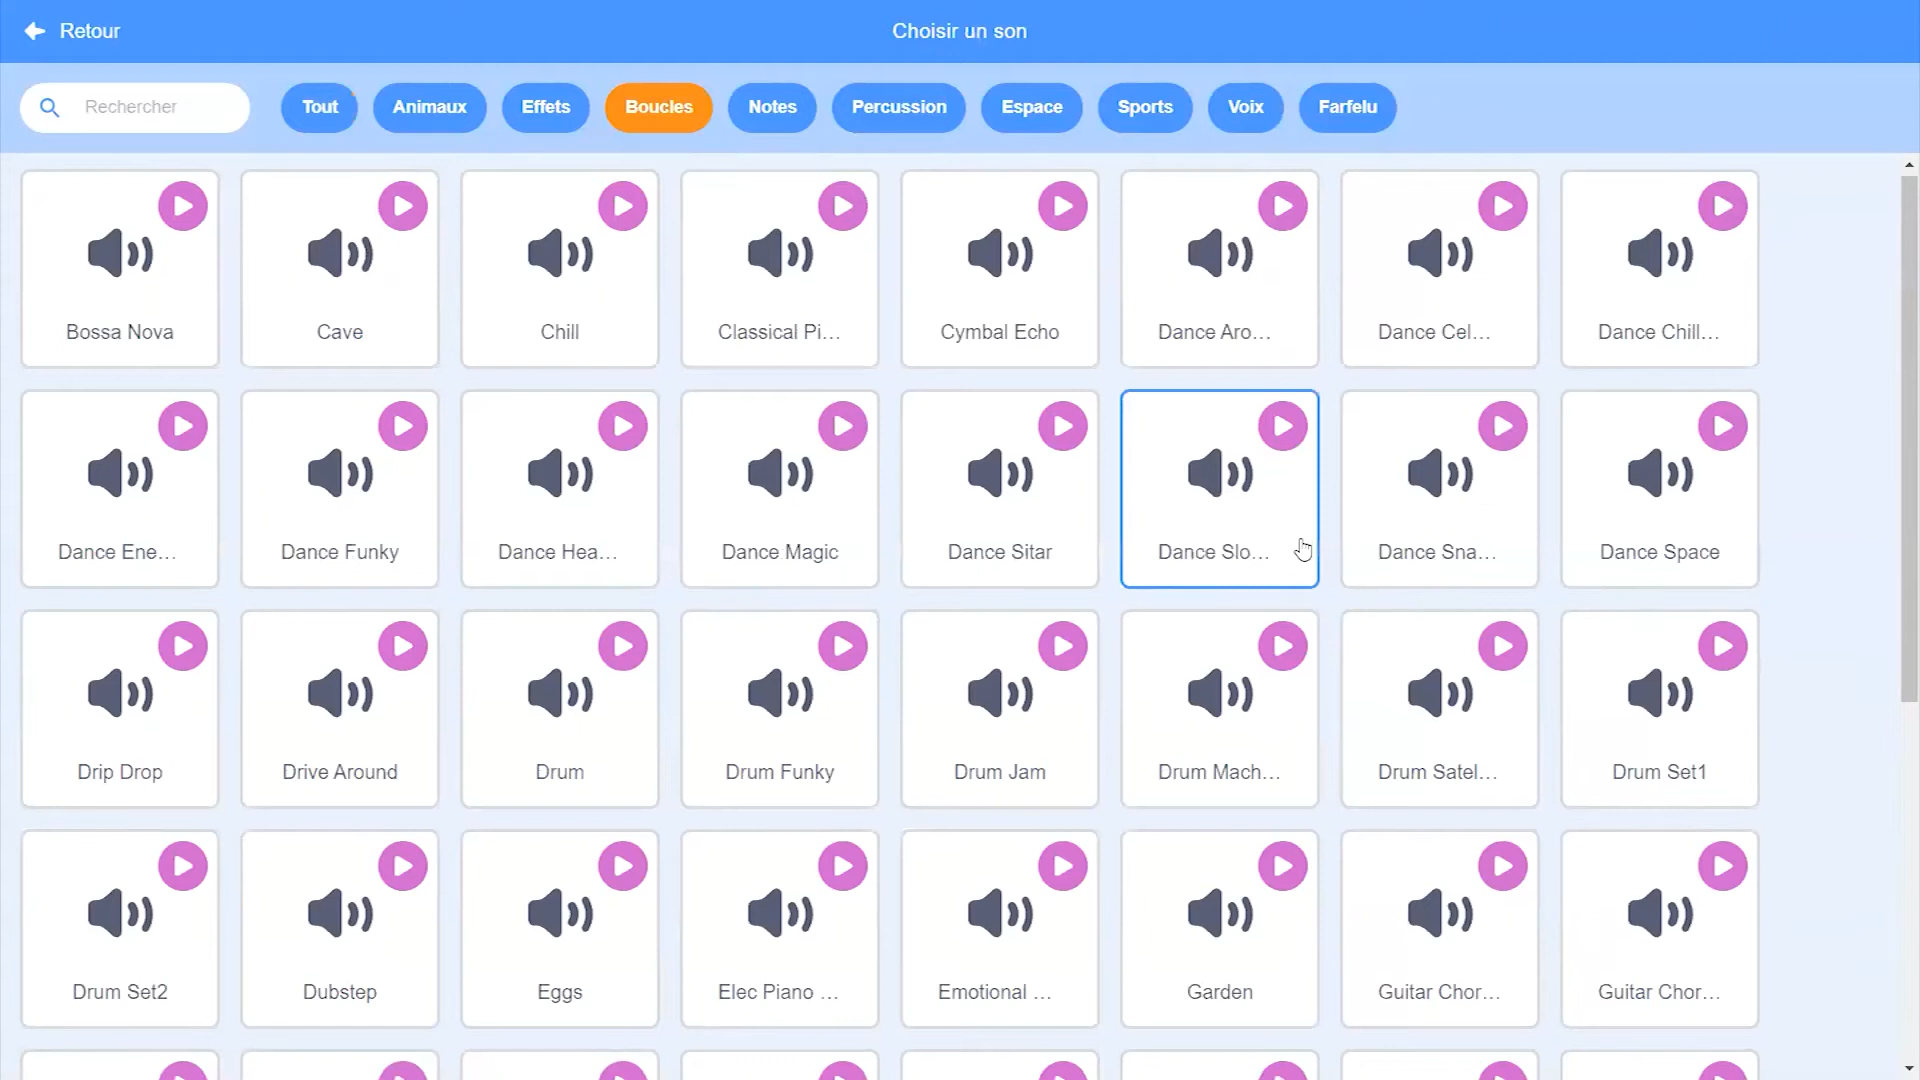 Retour
Choisir un son
Rechercher
Tout
Animaux
Effets
Boucles
Notes
Percussion
Espace
Sports
Voix
Farfelu
Bossa Nova
Cave
Chill
Classical Pi...
Cymbal Echo
Dance Aro...
Dance Cel...
Dance Chill...
Dance Ene...
Dance Funky
Dance Hea...
Dance Magic
Dance Sitar
Dance Slo...
Dance Sna...
Dance Space
Drip Drop
Drive Around
Drum
Drum Funky
Drum Jam
Drum Mach...
Drum Satel...
Drum Set1
Drum Set2
Dubstep
Eggs
Elec Piano ...
Emotional ...
Garden
Guitar Chor...
Guitar Chor...